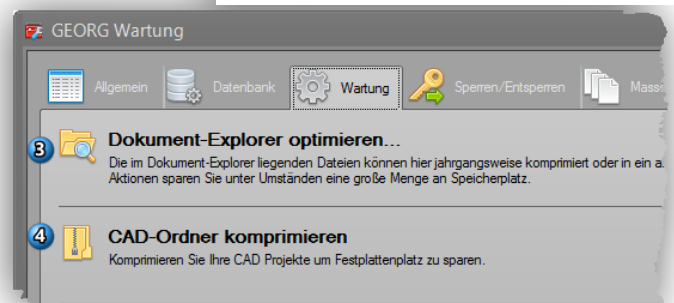 GEORG Wartung
Allgemein Datenbank Wartung Sperren/Entsperren
3 Dokument-Explorer optimieren...
Die im Dokument-Explorer liegenden Dateien können hier jahrgangsweise komprimiert oder in ein a
Aktionen sparen Sie unter Umständen eine große Menge an Speicherplatz.
4 CAD-Ordner komprimieren
Komprimieren Sie Ihre CAD Projekte um Festplattenplatz zu sparen.